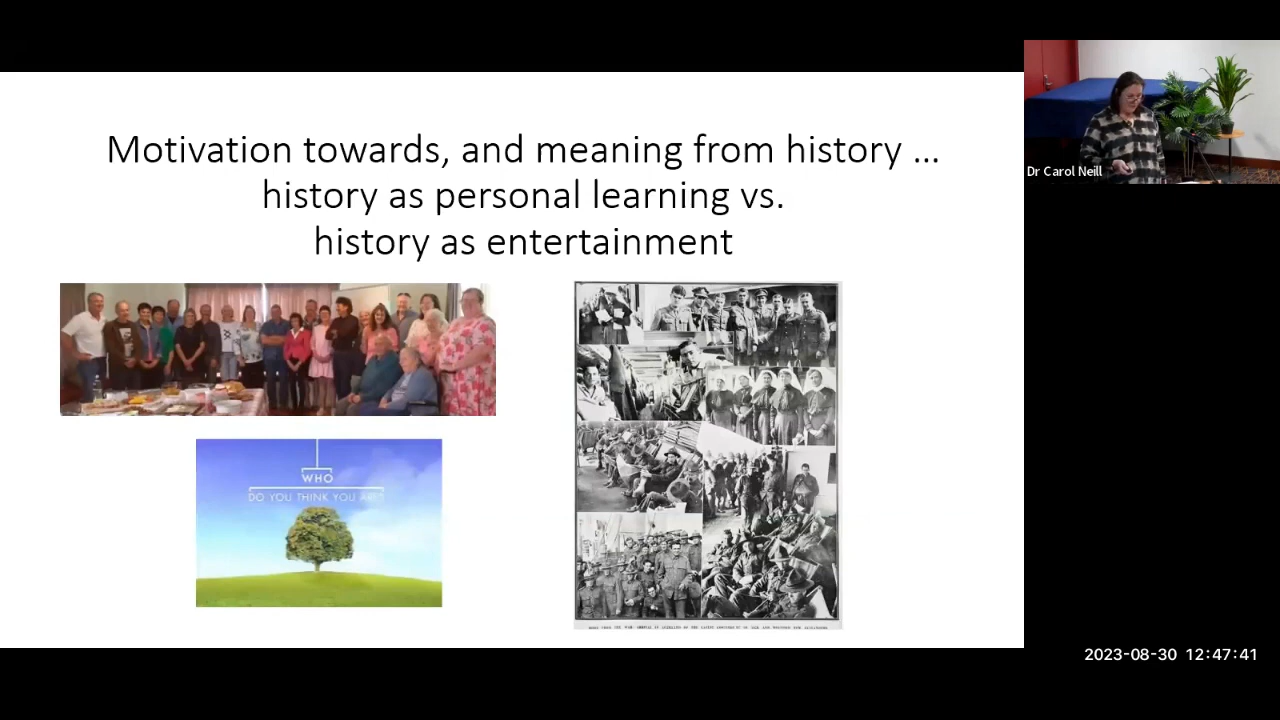 Motivation towards, and meaning from history ...
history as personal learning vs.
history as entertainment
Dr Carol Neill
WHO
DO YOU THINK YOU ARE?
2023-08-30 12:47:41